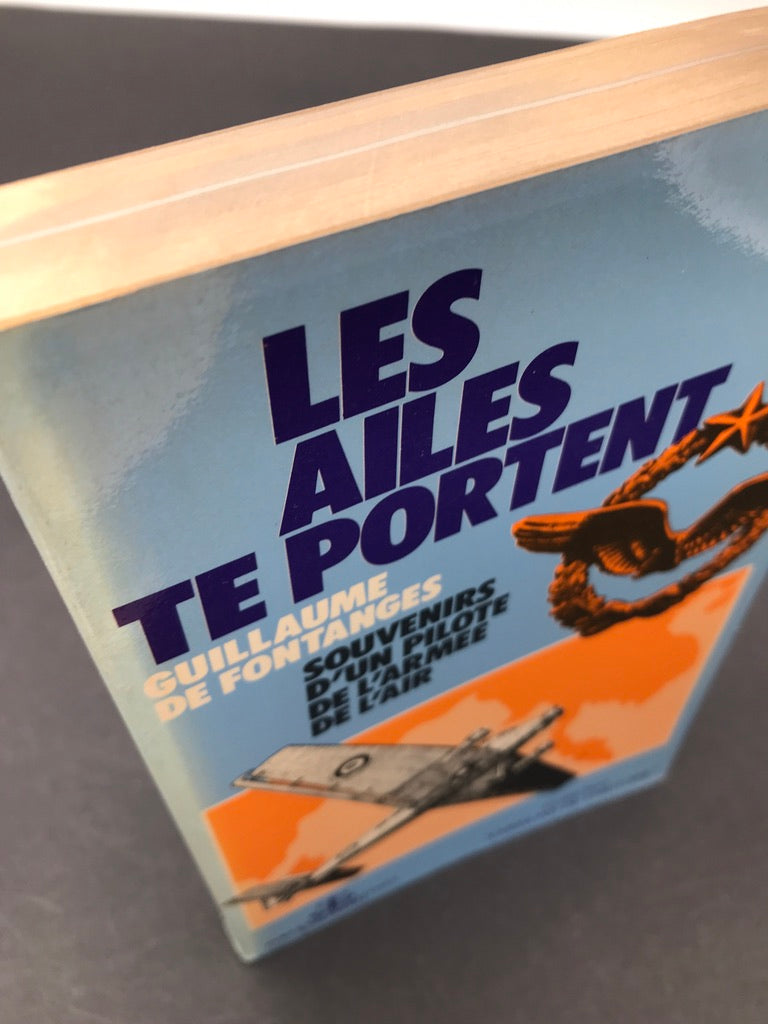 LES
AILES
TE PORTENT
GUILLAUME
DE FONTANGES
SOUVENIRS
D'UN PILOTE
DE L'ARMÉE
DE L'AIR